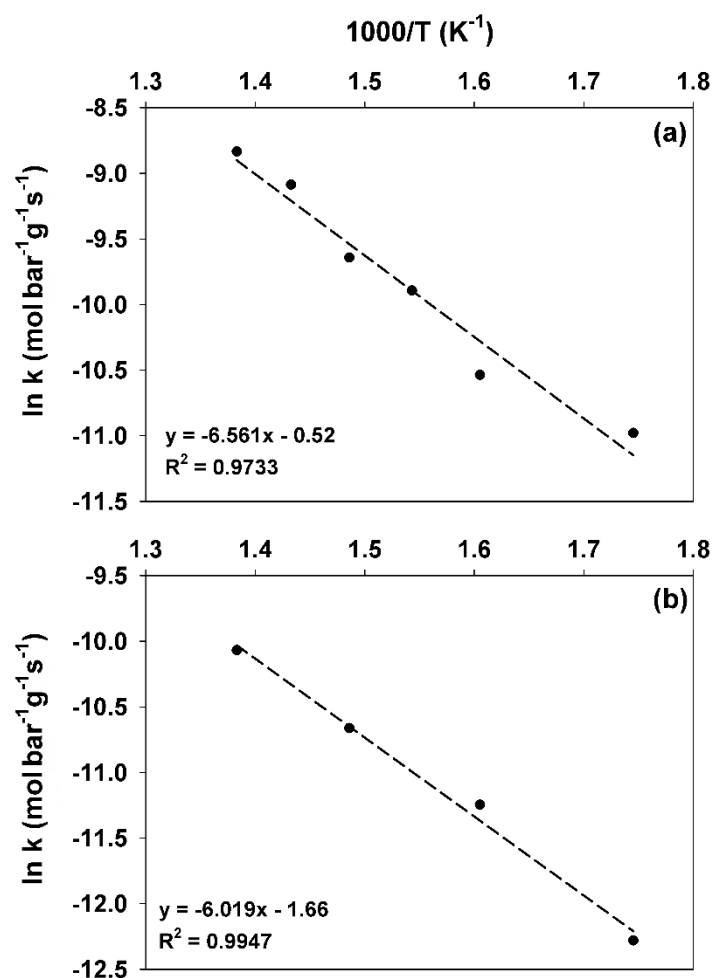 1000/T (K⁻¹)
1.3 1.4 1.5 1.6 1.7 1.8
-8.5
(a)
-9.0
-9.5
-10.0
-10.5
-11.0
-11.5
ln k (mol bar⁻¹g⁻¹s⁻¹)
y = -6.561x - 0.52
R² = 0.9733
1.3 1.4 1.5 1.6 1.7 1.8
-9.5
(b)
-10.0
-10.5
-11.0
-11.5
-12.0
-12.5
ln k (mol bar⁻¹g⁻¹s⁻¹)
y = -6.019x - 1.66
R² = 0.9947